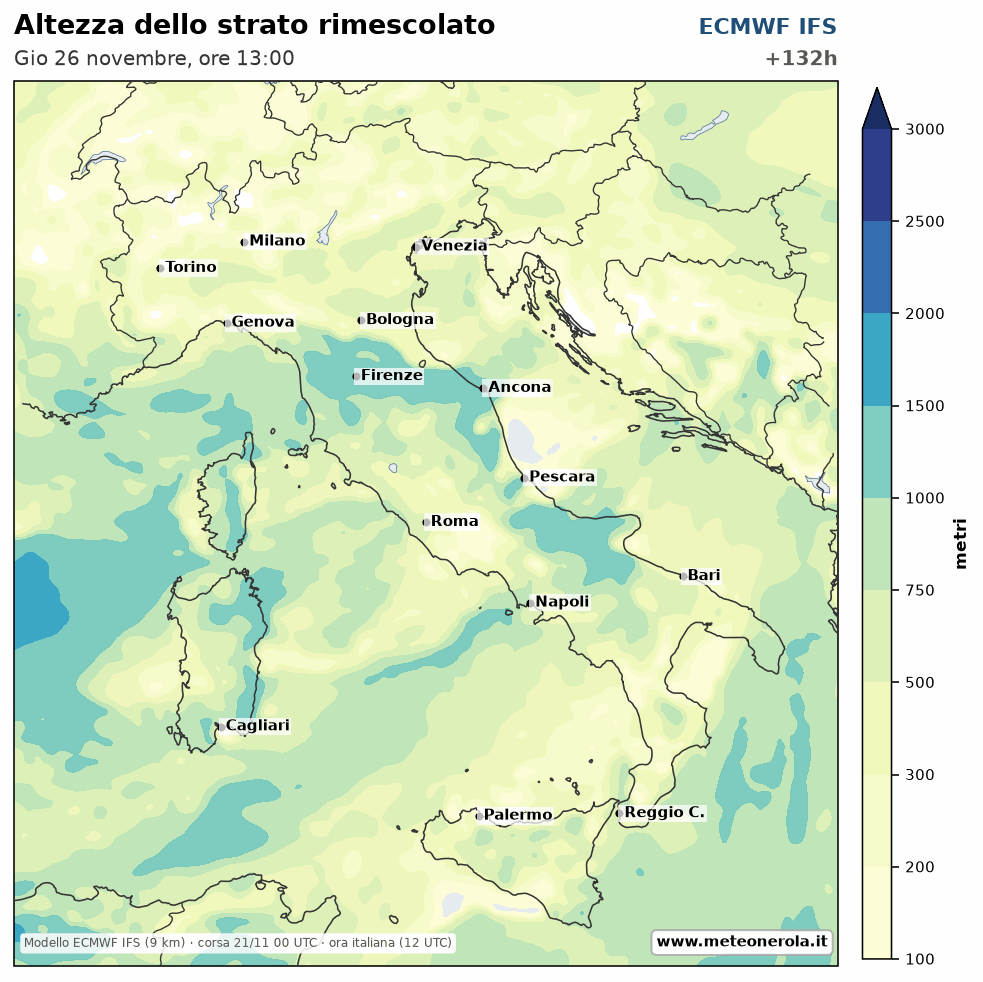 Altezza dello strato rimescolato
ECMWF IFS
Gio 26 novembre, ore 13:00
+132h
Milano
Venezia
Torino
Genova
Bologna
Firenze
Ancona
Pescara
Roma
Bari
Napoli
Cagliari
Palermo
Reggio C.
3000
2500
2000
1500
1000
750
500
300
200
100
metri
Modello ECMWF IFS (9 km) · corsa 21/11 00 UTC · ora italiana (12 UTC)
www.meteonerola.it